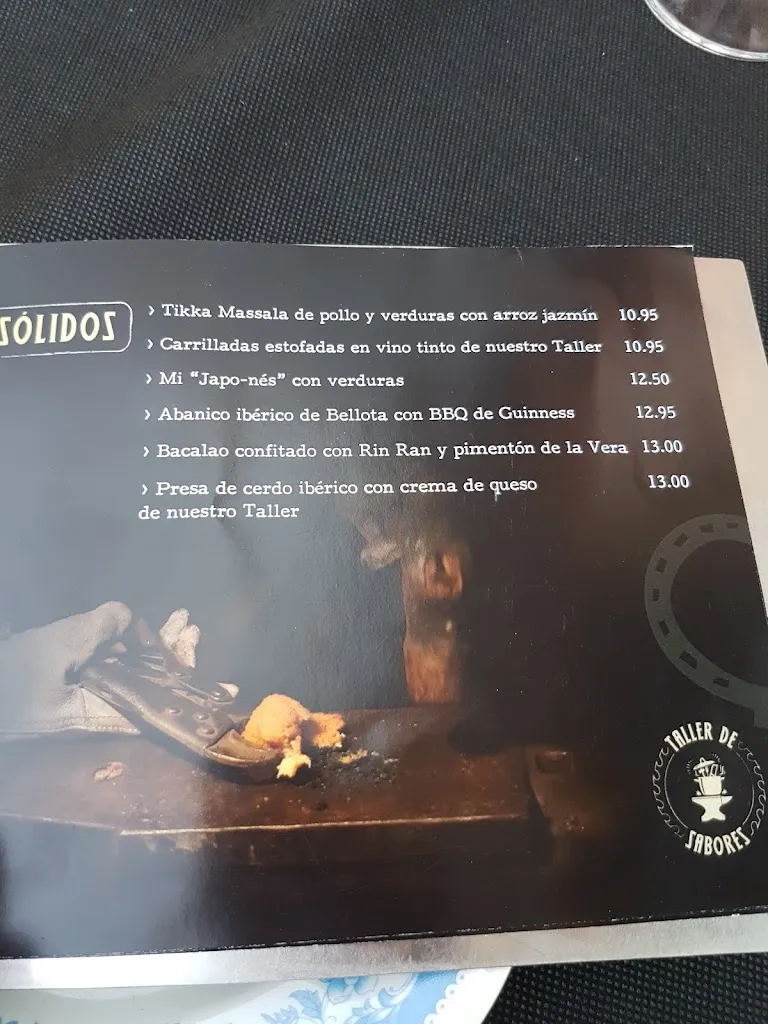 SÓLIDOS
› Tikka Massala de pollo y verduras con arroz jazmín 10.95
› Carrilladas estofadas en vino tinto de nuestro Taller 10.95
› Mi “Japo-nés” con verduras 12.50
› Abanico ibérico de Bellota con BBQ de Guinness 12.95
› Bacalao confitado con Rin Ran y pimentón de la Vera 13.00
› Presa de cerdo ibérico con crema de queso 13.00
de nuestro Taller
TALLER DE
SABORES